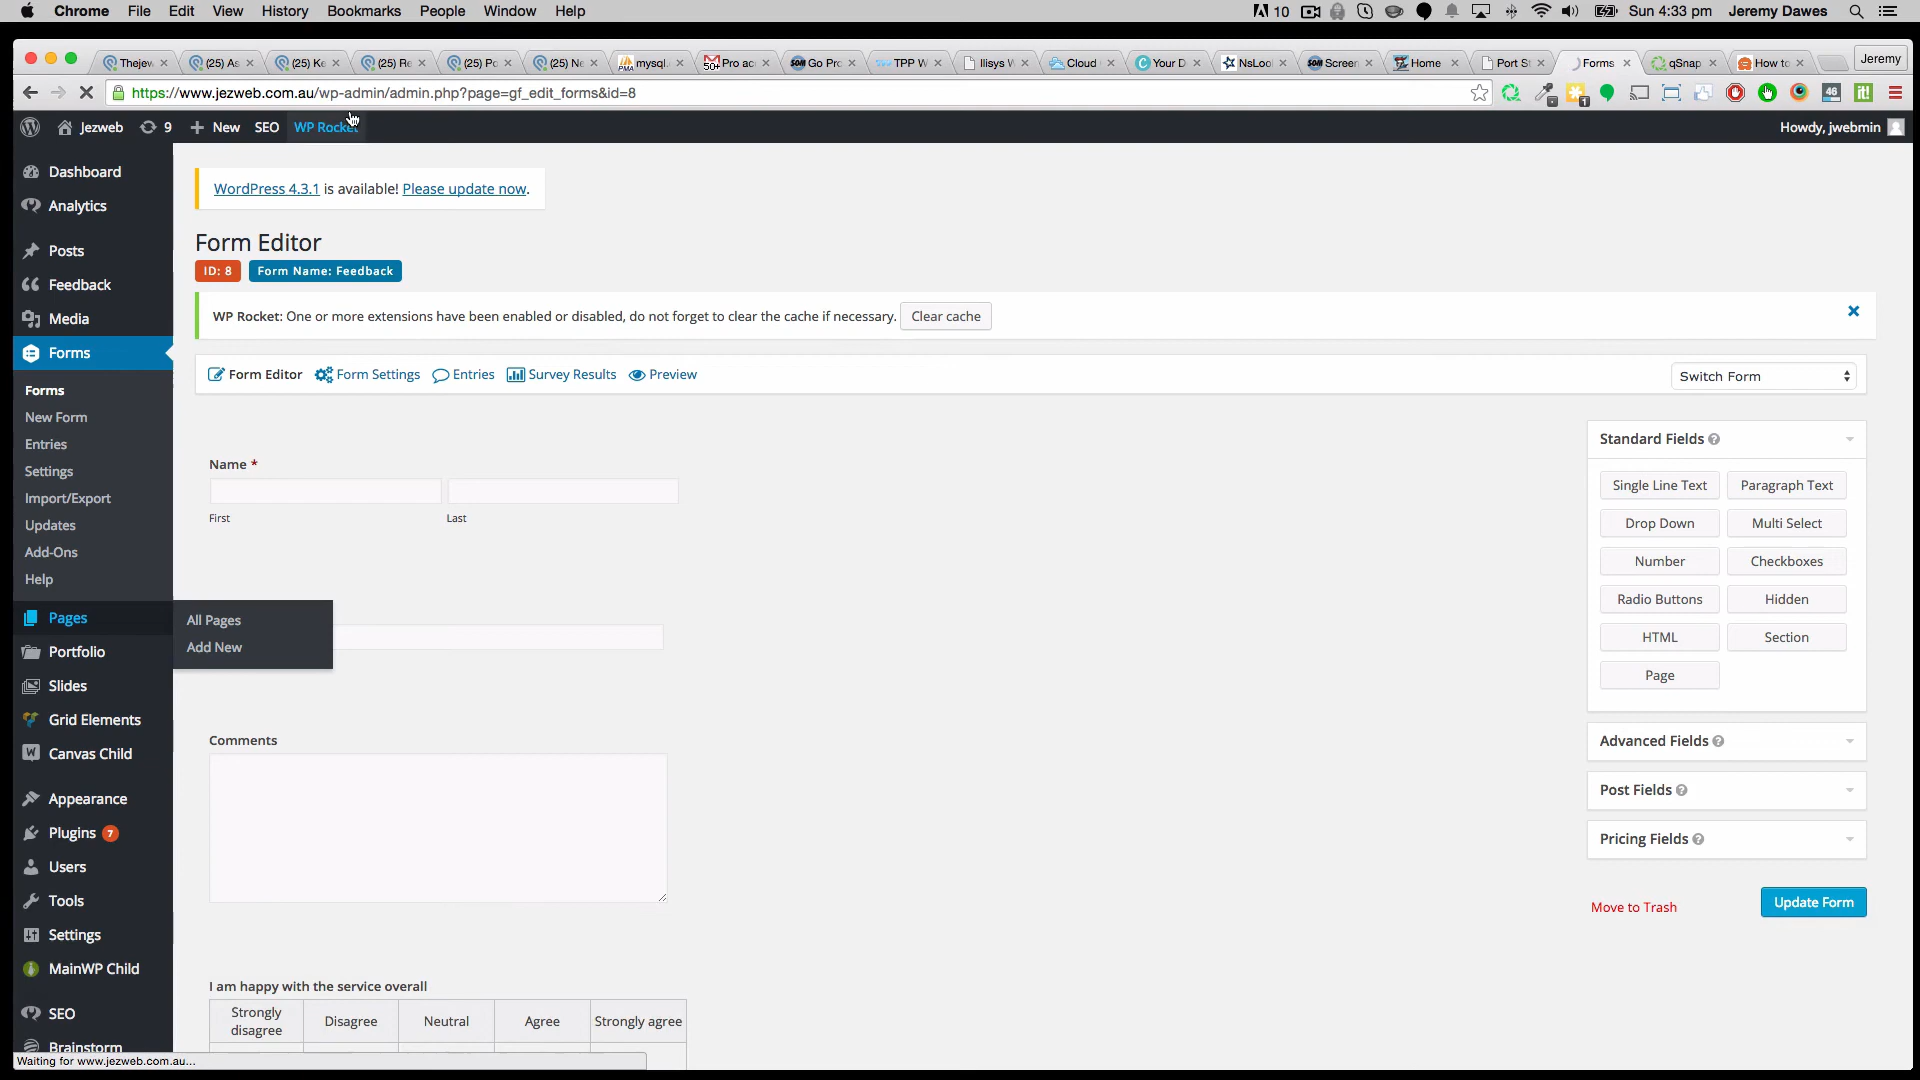 Chrome File Edit View History Bookmarks People Window Help 10 Sun 4:33 pm Jeremy Dawes
Thejew (25) As (25) Ke (25) Re (25) Po (25) Ne mysql. Pro acc Go Pro TPP W Ilisys W Cloud Your D NsLoo Screen Home Port S Forms qSnap How to Jeremy
https://www.jezweb.com.au/wp-admin/admin.php?page=gf_edit_forms&id=8
Jezweb 9 New SEO WP Rocket Howdy, jwebmin
Dashboard
Analytics
Posts
Feedback
Media
Forms
Forms
New Form
Entries
Settings
Import/Export
Updates
Add-Ons
Help
Pages
All Pages
Add New
Portfolio
Slides
Grid Elements
Canvas Child
Appearance
Plugins 7
Users
Tools
Settings
MainWP Child
SEO
Brainstorm
Waiting for www.jezweb.com.au...
WordPress 4.3.1 is available! Please update now.
Form Editor
ID: 8 Form Name: Feedback
WP Rocket: One or more extensions have been enabled or disabled, do not forget to clear the cache if necessary. Clear cache
Form Editor Form Settings Entries Survey Results Preview Switch Form
Name *
First Last
Comments
I am happy with the service overall
Strongly disagree Disagree Neutral Agree Strongly agree
Standard Fields
Single Line Text Paragraph Text
Drop Down Multi Select
Number Checkboxes
Radio Buttons Hidden
HTML Section
Page
Advanced Fields
Post Fields
Pricing Fields
Move to Trash Update Form